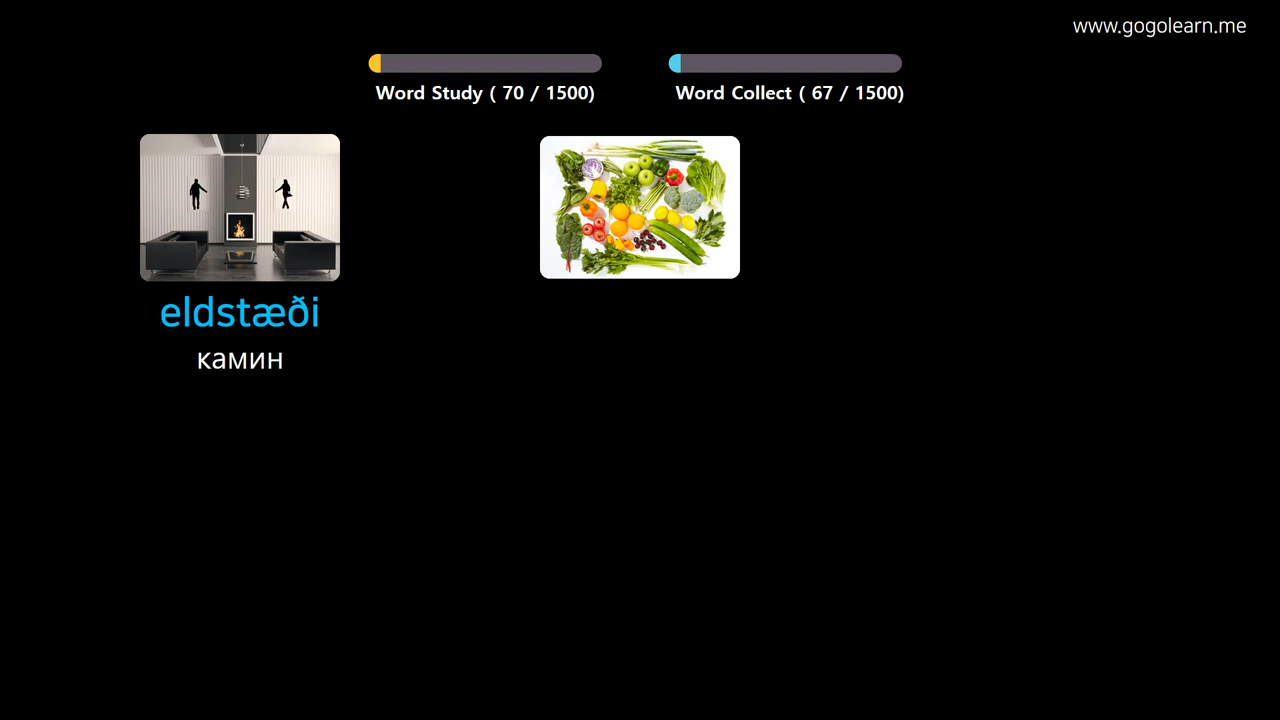 www.gogolearn.me
Word Study ( 70 / 1500)
Word Collect ( 67 / 1500)
eldstæði
камин